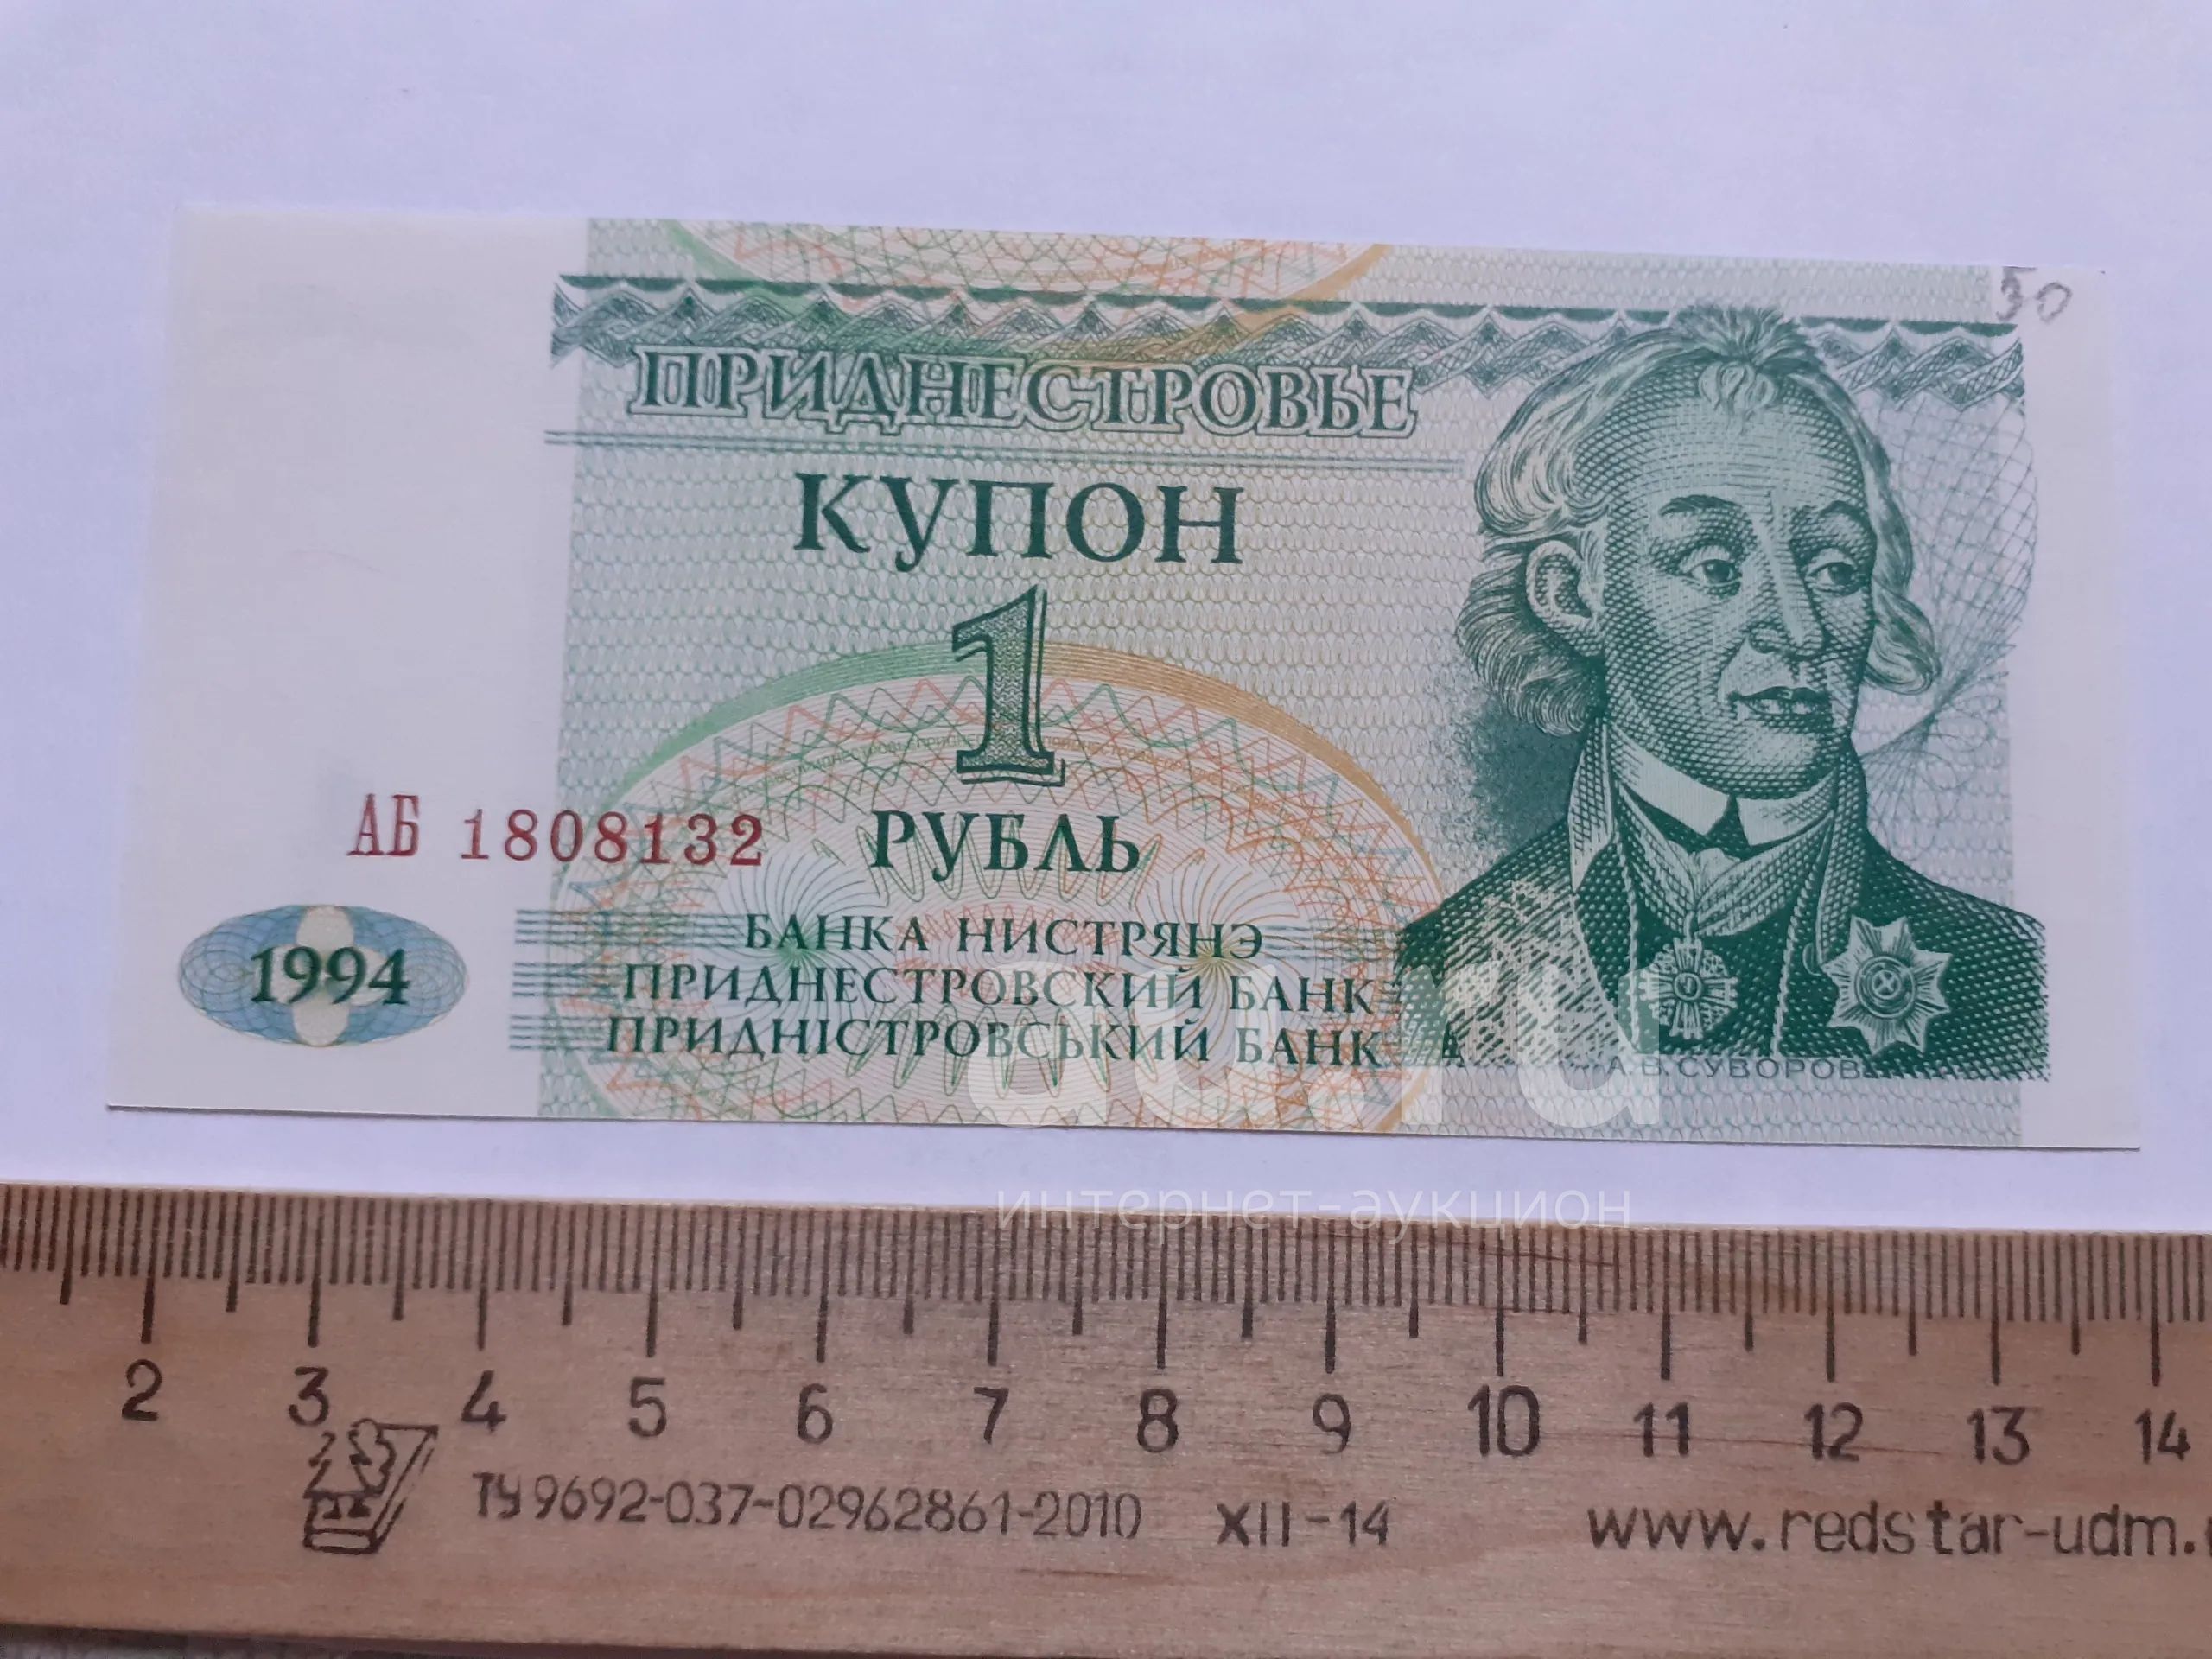 50
ПРИДНЕСТРОВЬЕ
КУПОН
1
РУБЛЬ
АБ 1808132
1994
БАНКА НИСТРЯНЭ
ПРИДНЕСТРОВСКИЙ БАНК
ПРИДНІСТРОВСЬКИЙ БАНК
А.В.СУВОРОВ
au.ru
интернет-аукцион
2 3 4 5 6 7 8 9 10 11 12 13 14
ТУ 9692-037-02962861-2010 XII-14 www.redstar-udm.